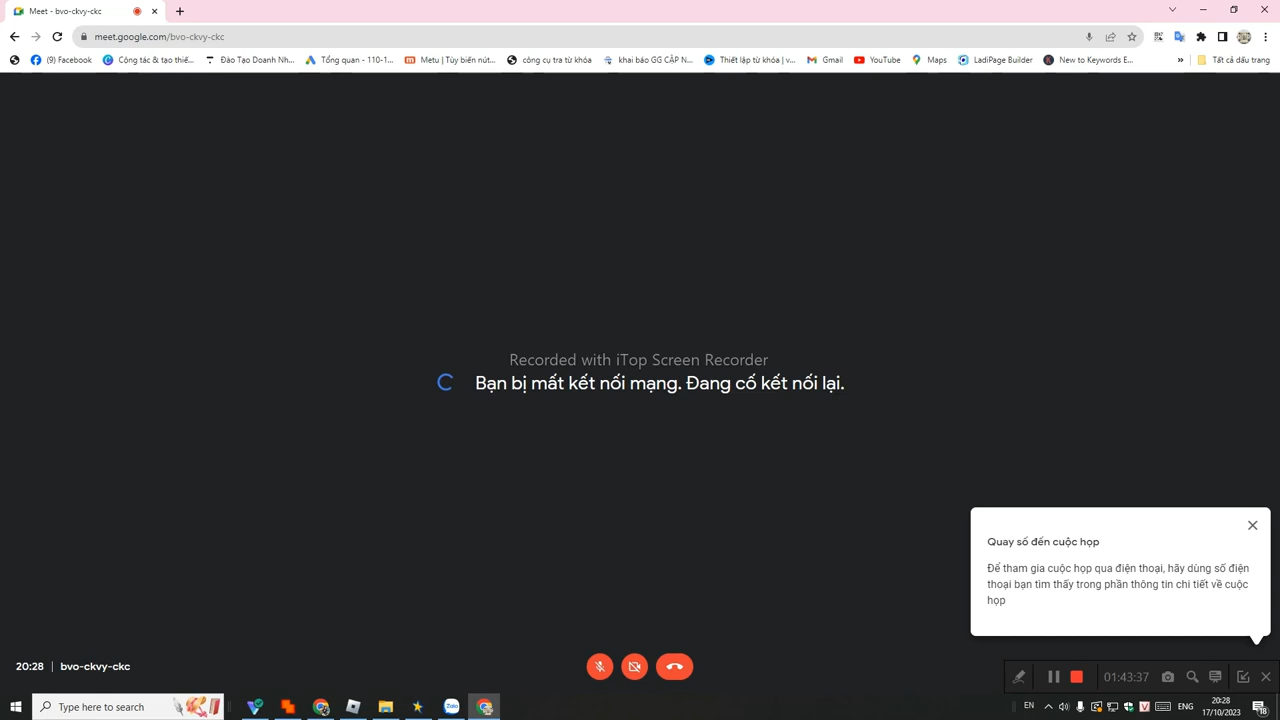 Meet - bvo-ckvy-ckc
meet.google.com/bvo-ckvy-ckc
(9) Facebook
Công tác & tạo thiế...
Đào Tạo Doanh Nh...
Tổng quan - 110-1...
Metu | Tùy biến nút...
công cụ tra từ khóa
khai báo GG CẶP N...
Thiết lập từ khóa | v...
Gmail
YouTube
Maps
LadiPage Builder
New to Keywords E...
»
Tất cả dấu trang
Recorded with iTop Screen Recorder
Bạn bị mất kết nối mạng. Đang cố kết nối lại.
Quay số đến cuộc họp
Để tham gia cuộc họp qua điện thoại, hãy dùng số điện
thoại bạn tìm thấy trong phần thông tin chi tiết về cuộc
họp
20:28 | bvo-ckvy-ckc
01:43:37
Type here to search
Zalo
EN
ENG
20:28
17/10/2023
18